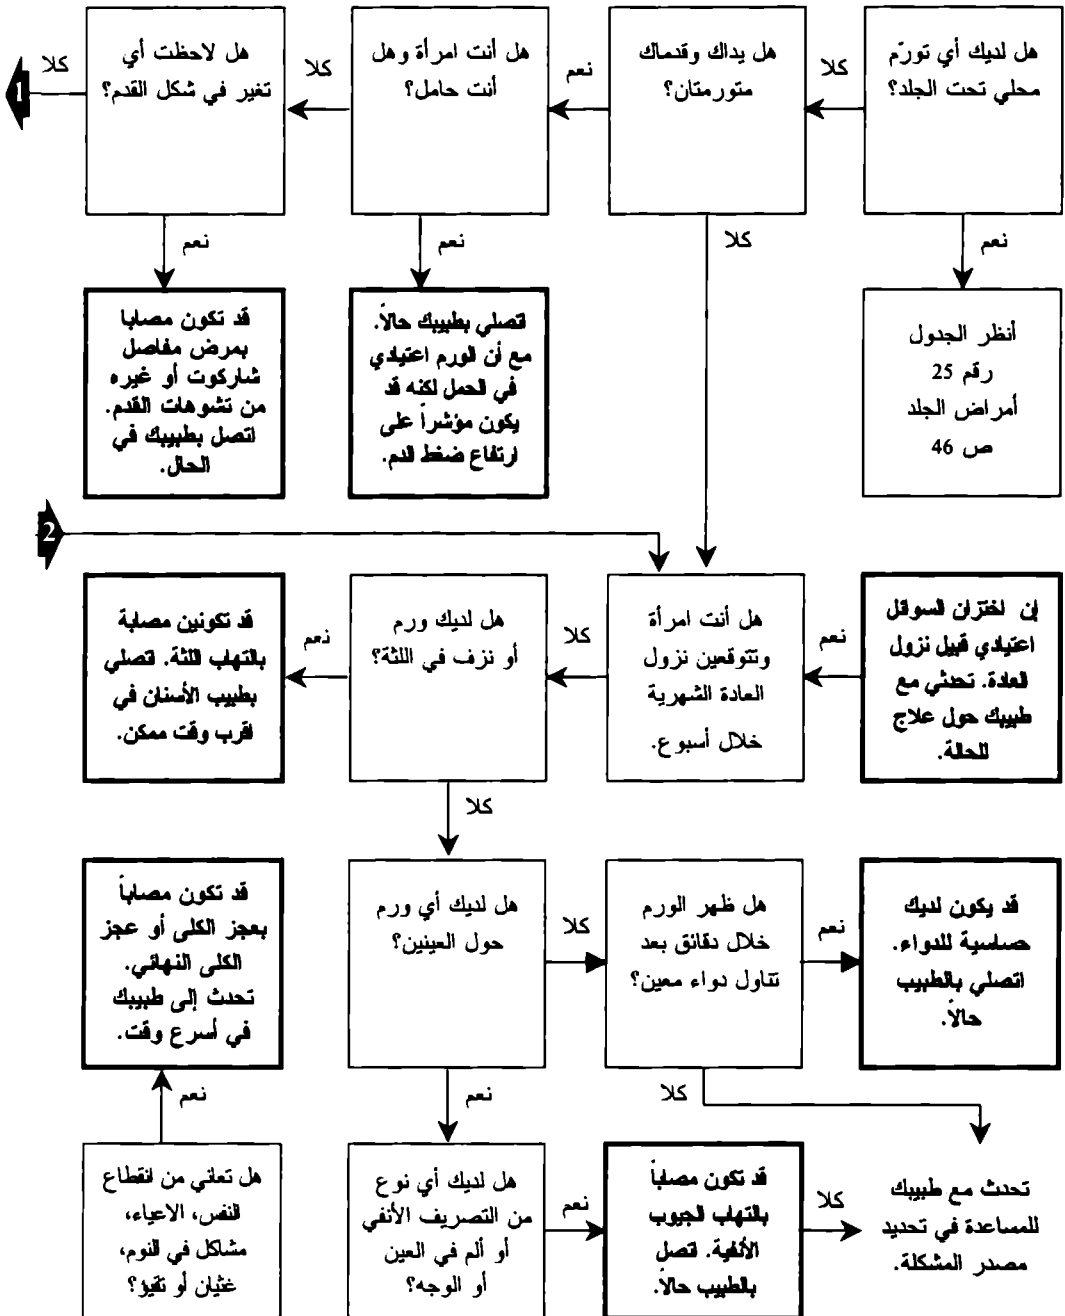 هل لديك أي تورّم
محلي تحت الجلد؟
كلا
هل يداك وقدماك
متورمتان؟
نعم
هل أنت امرأة وهل
أنت حامل؟
كلا
هل لاحظت أي
تغير في شكل القدم؟
كلا
1
نعم
كلا
نعم
نعم
أنظر الجدول
رقم 25
أمراض الجلد
ص 46
اتصلي بطبيبك حالاً.
مع أن الورم اعتيادي
في الحمل لكنه قد
يكون مؤشراً على
ارتفاع ضغط الدم.
قد تكون مصابا
بمرض مفاصل
شاركوت أو غيره
من تشوهات القدم.
اتصل بطبيبك في
الحال.
2
إن اختزان السوائل
اعتيادي قبيل نزول
العادة. تحدثي مع
طبيبك حول علاج
للحالة.
نعم
هل أنت امرأة
وتتوقعين نزول
العادة الشهرية
خلال أسبوع.
كلا
هل لديك ورم
أو نزف في اللثة؟
نعم
قد تكونين مصابة
بالتهاب اللثة. اتصلي
بطبيب الأسنان في
اقرب وقت ممكن.
كلا
قد يكون لديك
حساسية للدواء.
اتصلي بالطبيب
حالاً.
نعم
هل ظهر الورم
خلال دقائق بعد
تتاول دواء معين؟
كلا
هل لديك أي ورم
حول العينين؟
قد تكون مصاباً
بعجز الكلى أو عجز
الكلى النهائي.
تحدث إلى طبيبك
في أسرع وقت.
كلا
نعم
نعم
تحدث مع طبيبك
للمساعدة في تحديد
مصدر المشكلة.
كلا
قد تكون مصاباً
بالتهاب الجيوب
الأنفية. اتصل
بالطبيب حالاً.
نعم
هل لديك أي نوع
من التصريف الأنفي
أو ألم في العين
أو الوجه؟
هل تعاني من انقطاع
النفس، الاعياء،
مشاكل في النوم،
غثيان أو تقيؤ؟